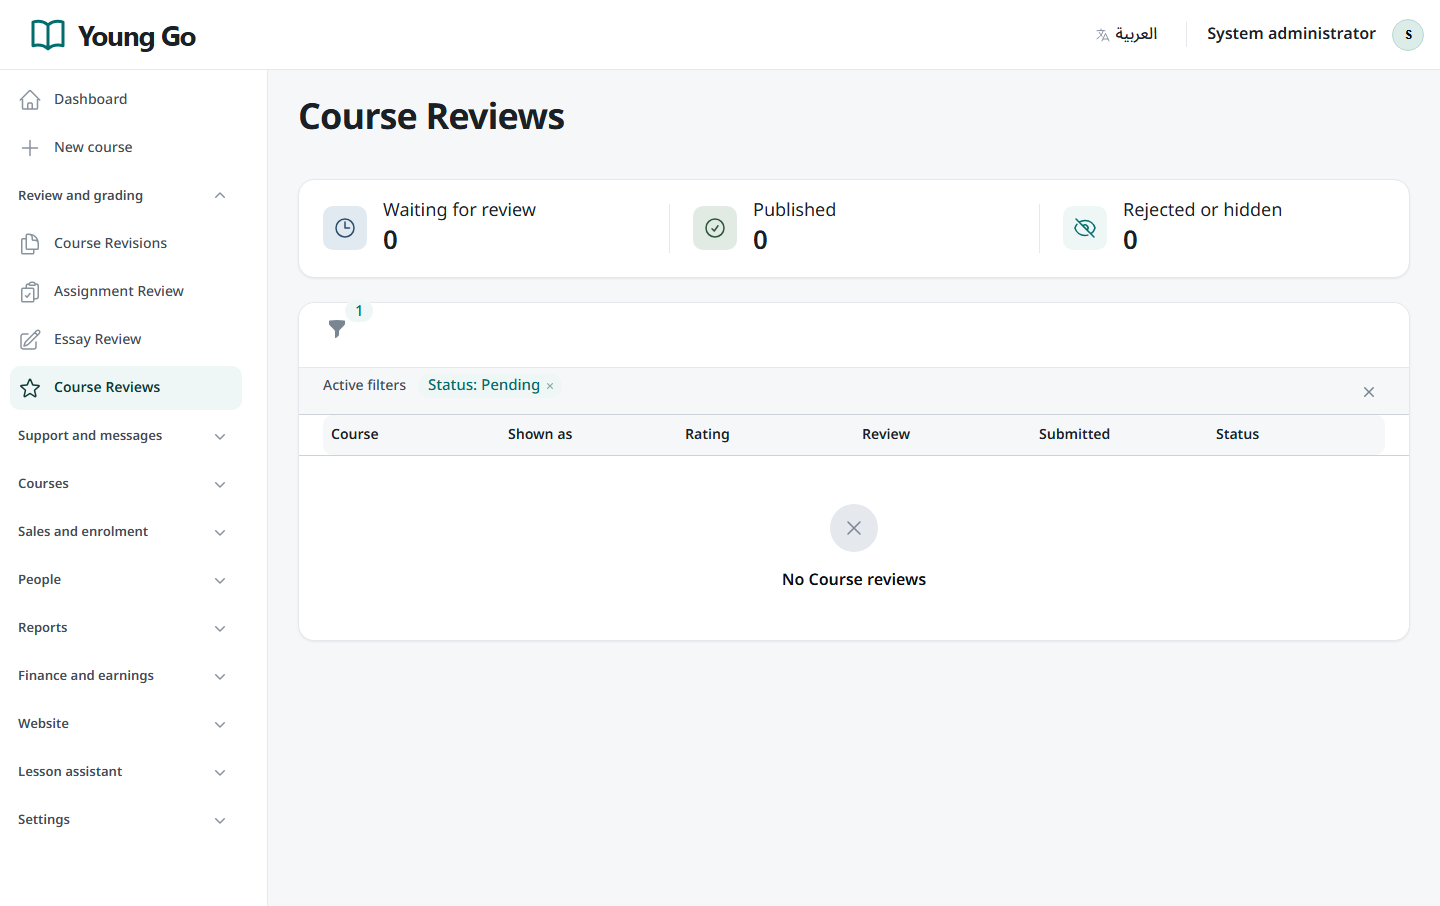 Young Go
العربية
System administrator
S
Dashboard
New course
Review and grading
Course Revisions
Assignment Review
Essay Review
Course Reviews
Support and messages
Courses
Sales and enrolment
People
Reports
Finance and earnings
Website
Lesson assistant
Settings
Course Reviews
Waiting for review
0
Published
0
Rejected or hidden
0
1
Active filters Status: Pending ×
Course Shown as Rating Review Submitted Status
No Course reviews